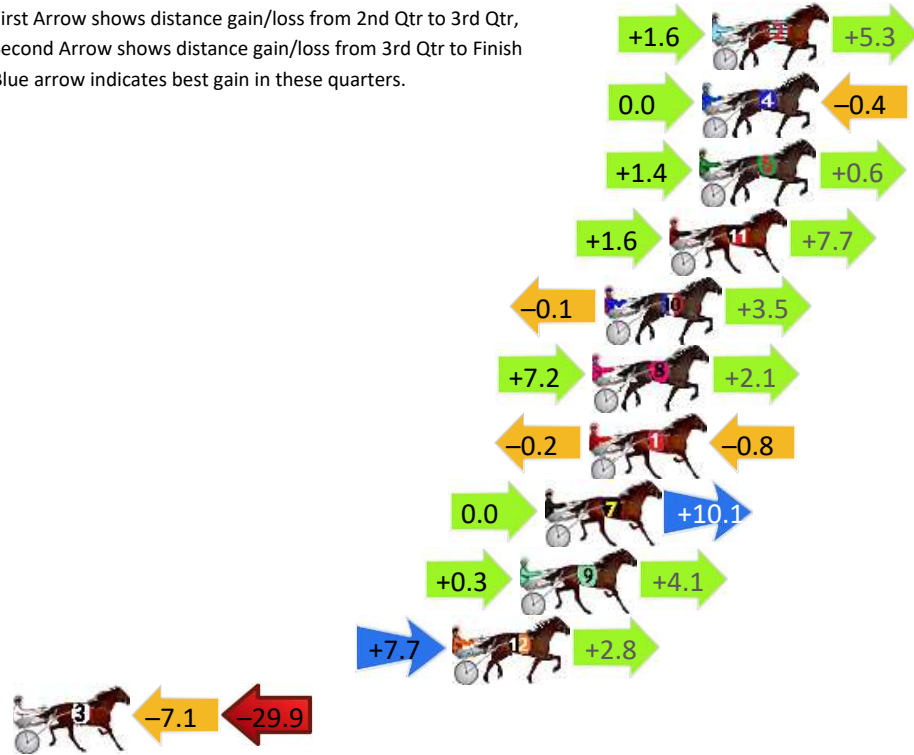 irst Arrow shows distance gain/loss from 2nd Qtr to 3rd Qtr,
econd Arrow shows distance gain/loss from 3rd Qtr to Finish
Blue arrow indicates best gain in these quarters.
+1.6 2 +5.3
0.0 4 –0.4
+1.4 6 +0.6
+1.6 11 +7.7
–0.1 10 +3.5
+7.2 8 +2.1
–0.2 1 –0.8
0.0 7 +10.1
+0.3 9 +4.1
+7.7 12 +2.8
3 –7.1 –29.9